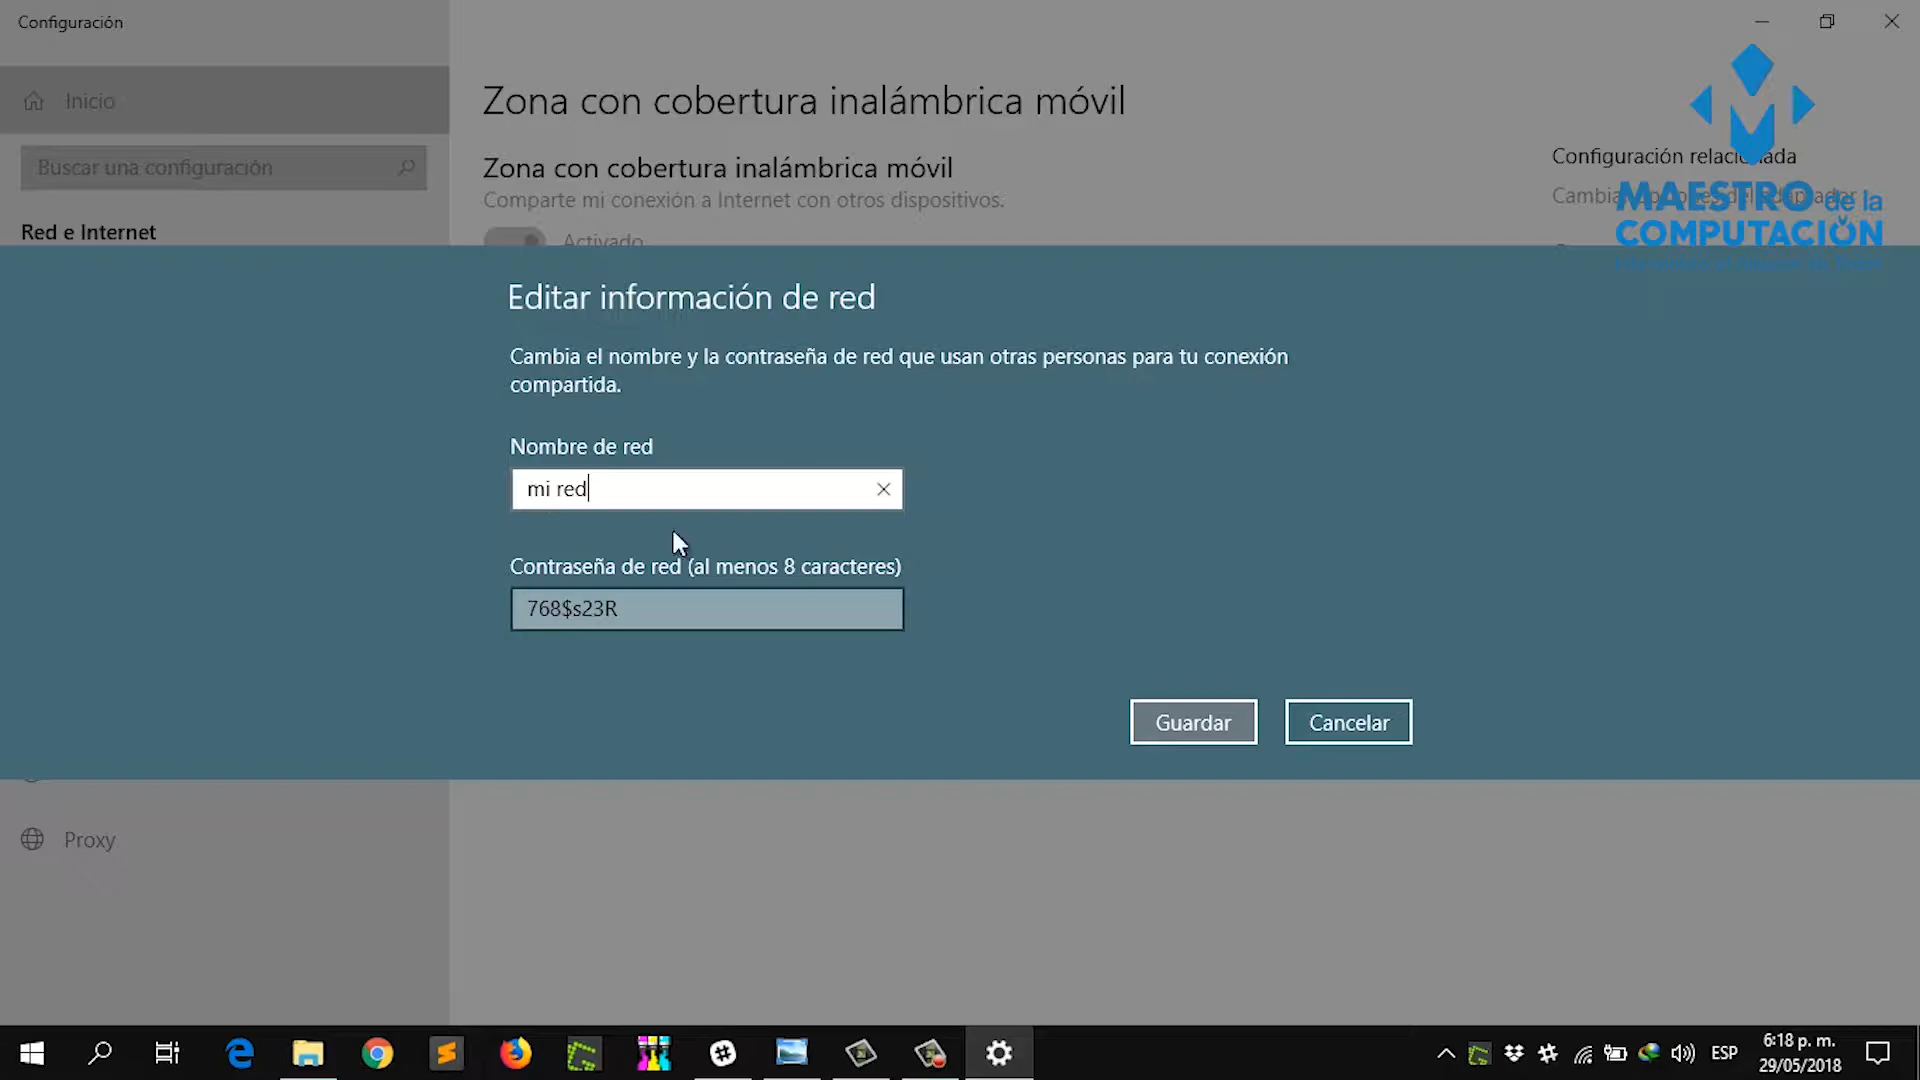 Configuración
Inicio
Buscar una configuración
Red e Internet
Zona con cobertura inalámbrica móvil
Zona con cobertura inalámbrica móvil
Comparte mi conexión a Internet con otros dispositivos.
Activado
Configuración relacionada
MAESTRO de la
COMPUTACIÓN
Editar información de red
Cambia el nombre y la contraseña de red que usan otras personas para tu conexión
compartida.
Nombre de red
mi red
Contraseña de red (al menos 8 caracteres)
768$s23R
Guardar
Cancelar
Proxy
ESP
6:18 p. m.
29/05/2018